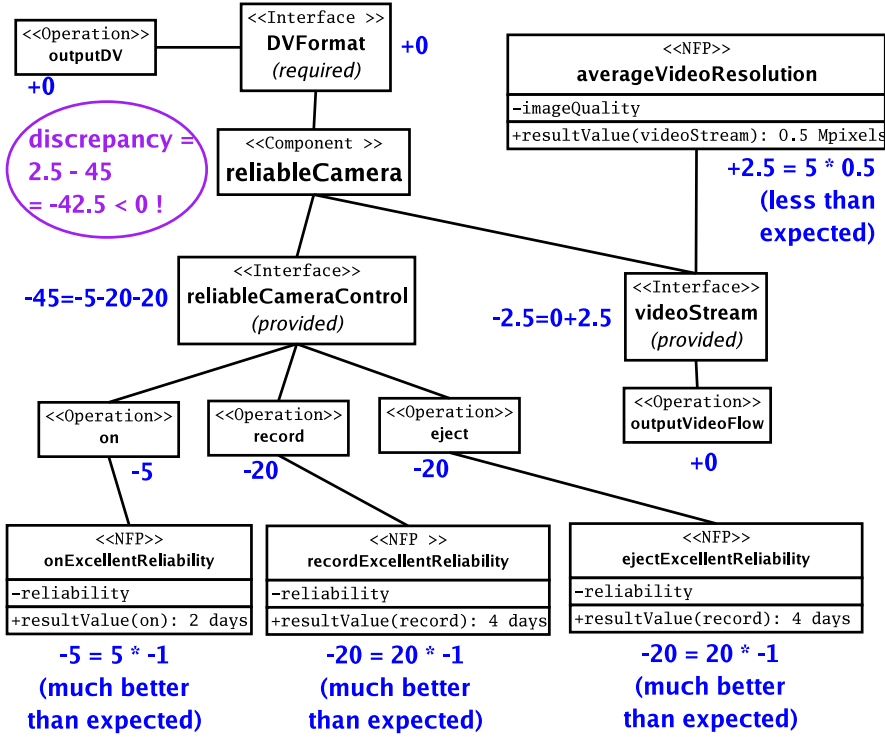 <<Operation>>
outputDV
+0
<<Interface >>
DVFormat
(required)
+0
<<NFP>>
averageVideoResolution
-imageQuality
+resultValue(videoStream): 0.5 Mpixels
+2.5 = 5 * 0.5
(less than
expected)
discrepancy =
2.5 - 45
= -42.5 < 0 !
<<Component >>
reliableCamera
-45=-5-20-20
<<Interface>>
reliableCameraControl
(provided)
-2.5=0+2.5
<<Interface>>
videoStream
(provided)
<<Operation>>
on
-5
<<Operation>>
record
-20
<<Operation>>
eject
-20
<<Operation>>
outputVideoFlow
+0
<<NFP>>
onExcellentReliability
-reliability
+resultValue(on): 2 days
-5 = 5 * -1
(much better
than expected)
<<NFP >>
recordExcellentReliability
-reliability
+resultValue(record): 4 days
-20 = 20 * -1
(much better
than expected)
<<NFP>>
ejectExcellentReliability
-reliability
+resultValue(record): 4 days
-20 = 20 * -1
(much better
than expected)